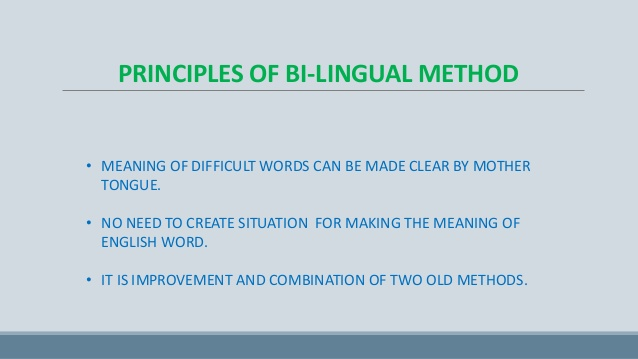 PRINCIPLES OF BI-LINGUAL METHOD
• MEANING OF DIFFICULT WORDS CAN BE MADE CLEAR BY MOTHER
TONGUE.
• NO NEED TO CREATE SITUATION  FOR MAKING THE MEANING OF
ENGLISH WORD.
• IT IS IMPROVEMENT AND COMBINATION OF TWO OLD METHODS.